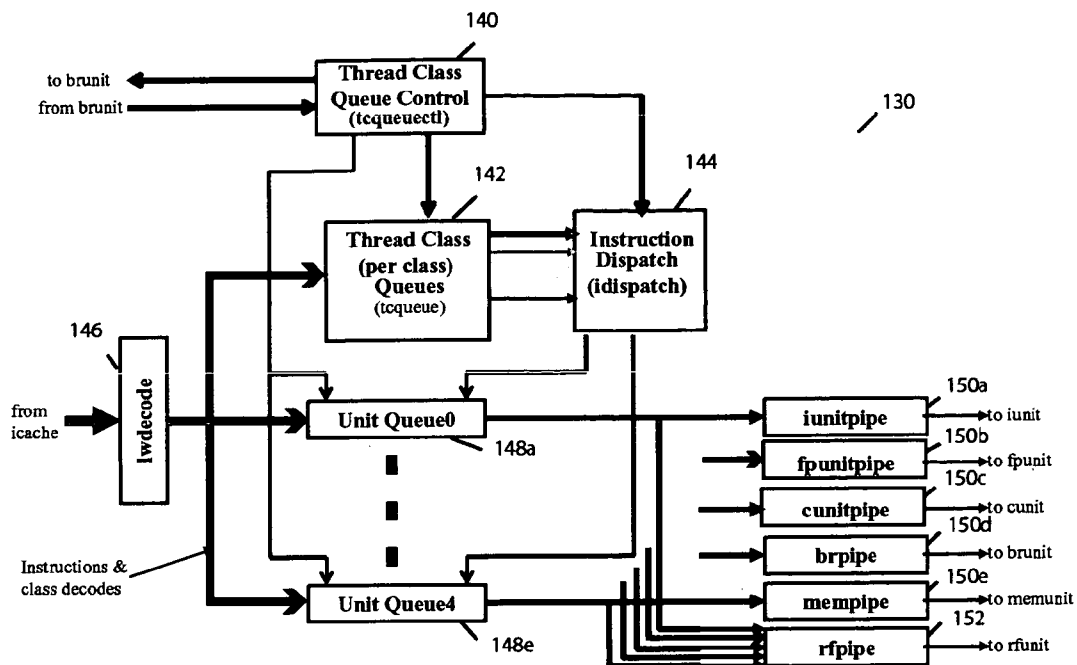 140
to brunit
from brunit
Thread Class
Queue Control
(tcqueuectl)
130
142
144
Thread Class
(per class)
Queues
(tcqueue)
Instruction
Dispatch
(idispatch)
146
from
icache
lwdecode
Unit Queue0
148a
150a
iunitpipe
to iunit
150b
fpunitpipe
to fpunit
150c
cunitpipe
to cunit
150d
brpipe
to brunit
150e
mempipe
to memunit
152
rfpipe
to rfunit
Instructions &
class decodes
Unit Queue4
148e